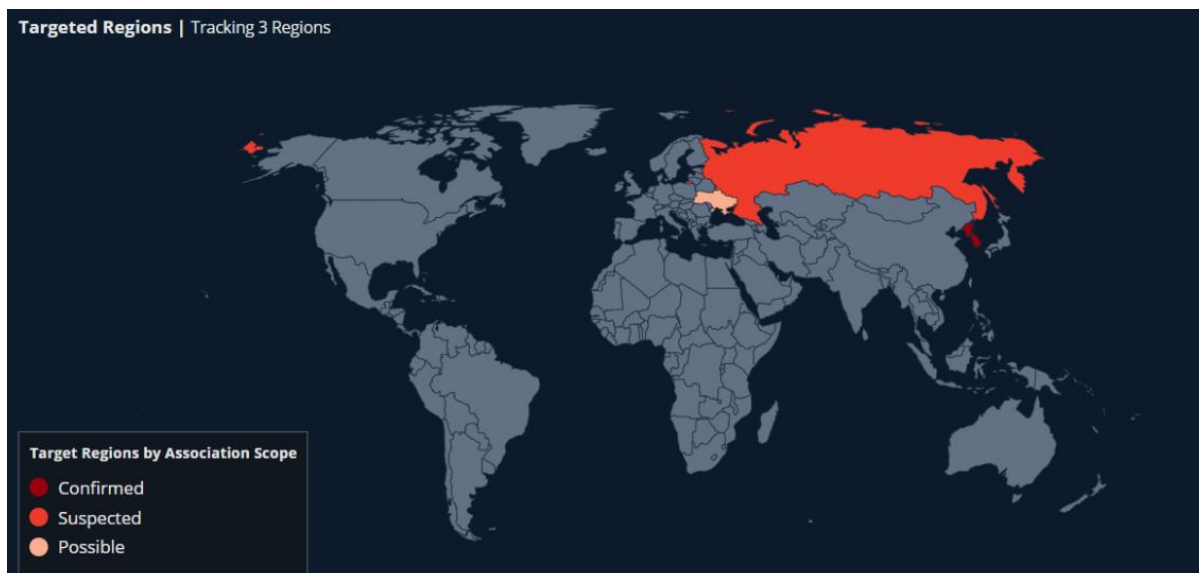 Targeted Regions | Tracking 3 Regions
Target Regions by Association Scope
Confirmed
Suspected
Possible